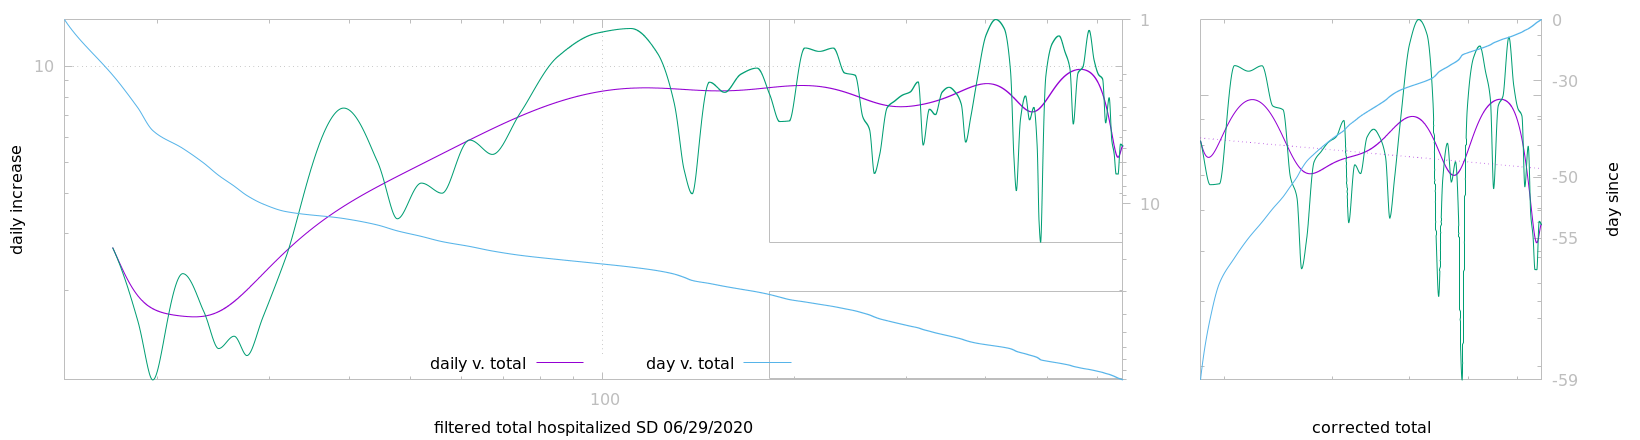 1
0
10
-30
daily increase
-50
day since
10
-55
daily v. total
day v. total
-59
100
filtered total hospitalized SD 06/29/2020
corrected total